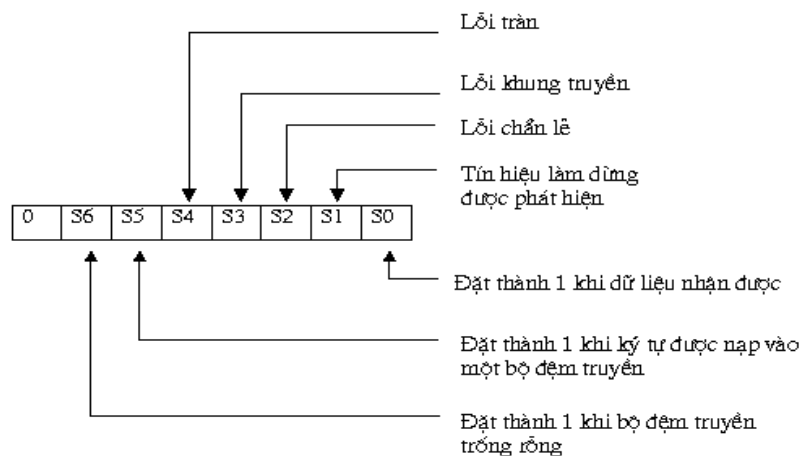 Lỗi tràn
Lỗi khung truyền
Lỗi chẵn lẻ
Tín hiệu làm dừng
được phát hiện
0 S6 S5 S4 S3 S2 S1 S0
Đặt thành 1 khi dữ liệu nhận được
Đặt thành 1 khi ký tự được nạp vào
một bộ đệm truyền
Đặt thành 1 khi bộ đệm truyền
trống rỗng